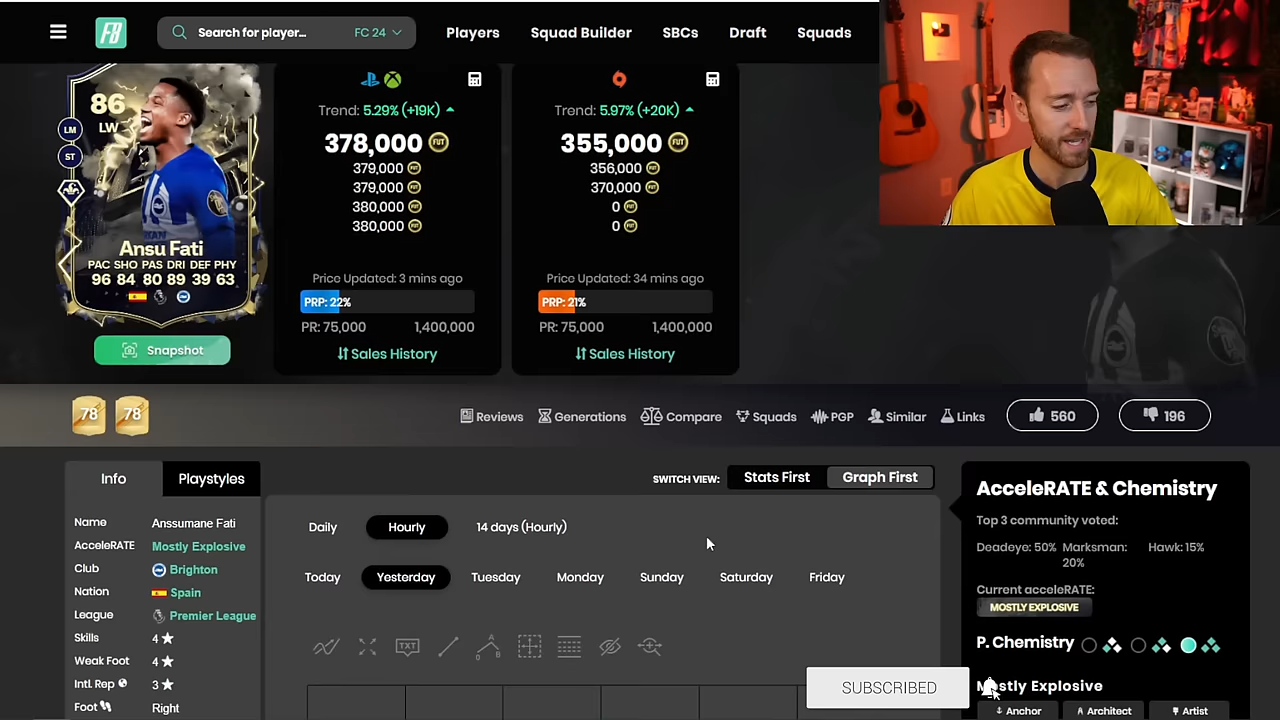 FB
Search for player...
FC 24
Players
Squad Builder
SBCs
Draft
Squads
86
LW
LM
ST
Ansu Fati
PAC SHO PAS DRI DEF PHY
96 84 80 89 39 63
Snapshot
Trend: 5.29% (+19K)
378,000 FUT
379,000
379,000
380,000
380,000
Price Updated: 3 mins ago
PRP: 22%
PR: 75,000 1,400,000
Sales History
Trend: 5.97% (+20K)
355,000 FUT
356,000
370,000
0
0
Price Updated: 34 mins ago
PRP: 21%
PR: 75,000 1,400,000
Sales History
78 78
Reviews Generations Compare Squads PGP Similar Links
560
196
Info Playstyles
Name Anssumane Fati
AcceleRATE Mostly Explosive
Club Brighton
Nation Spain
League Premier League
Skills 4
Weak Foot 4
Intl. Rep 3
Foot Right
SWITCH VIEW: Stats First Graph First
Daily Hourly 14 days (Hourly)
Today Yesterday Tuesday Monday Sunday Saturday Friday
TXT
AcceleRATE & Chemistry
Top 3 community voted:
Deadeye: 50% Marksman: 20% Hawk: 15%
Current acceleRATE:
MOSTLY EXPLOSIVE
P. Chemistry
Mostly Explosive
Anchor Architect Artist
SUBSCRIBED